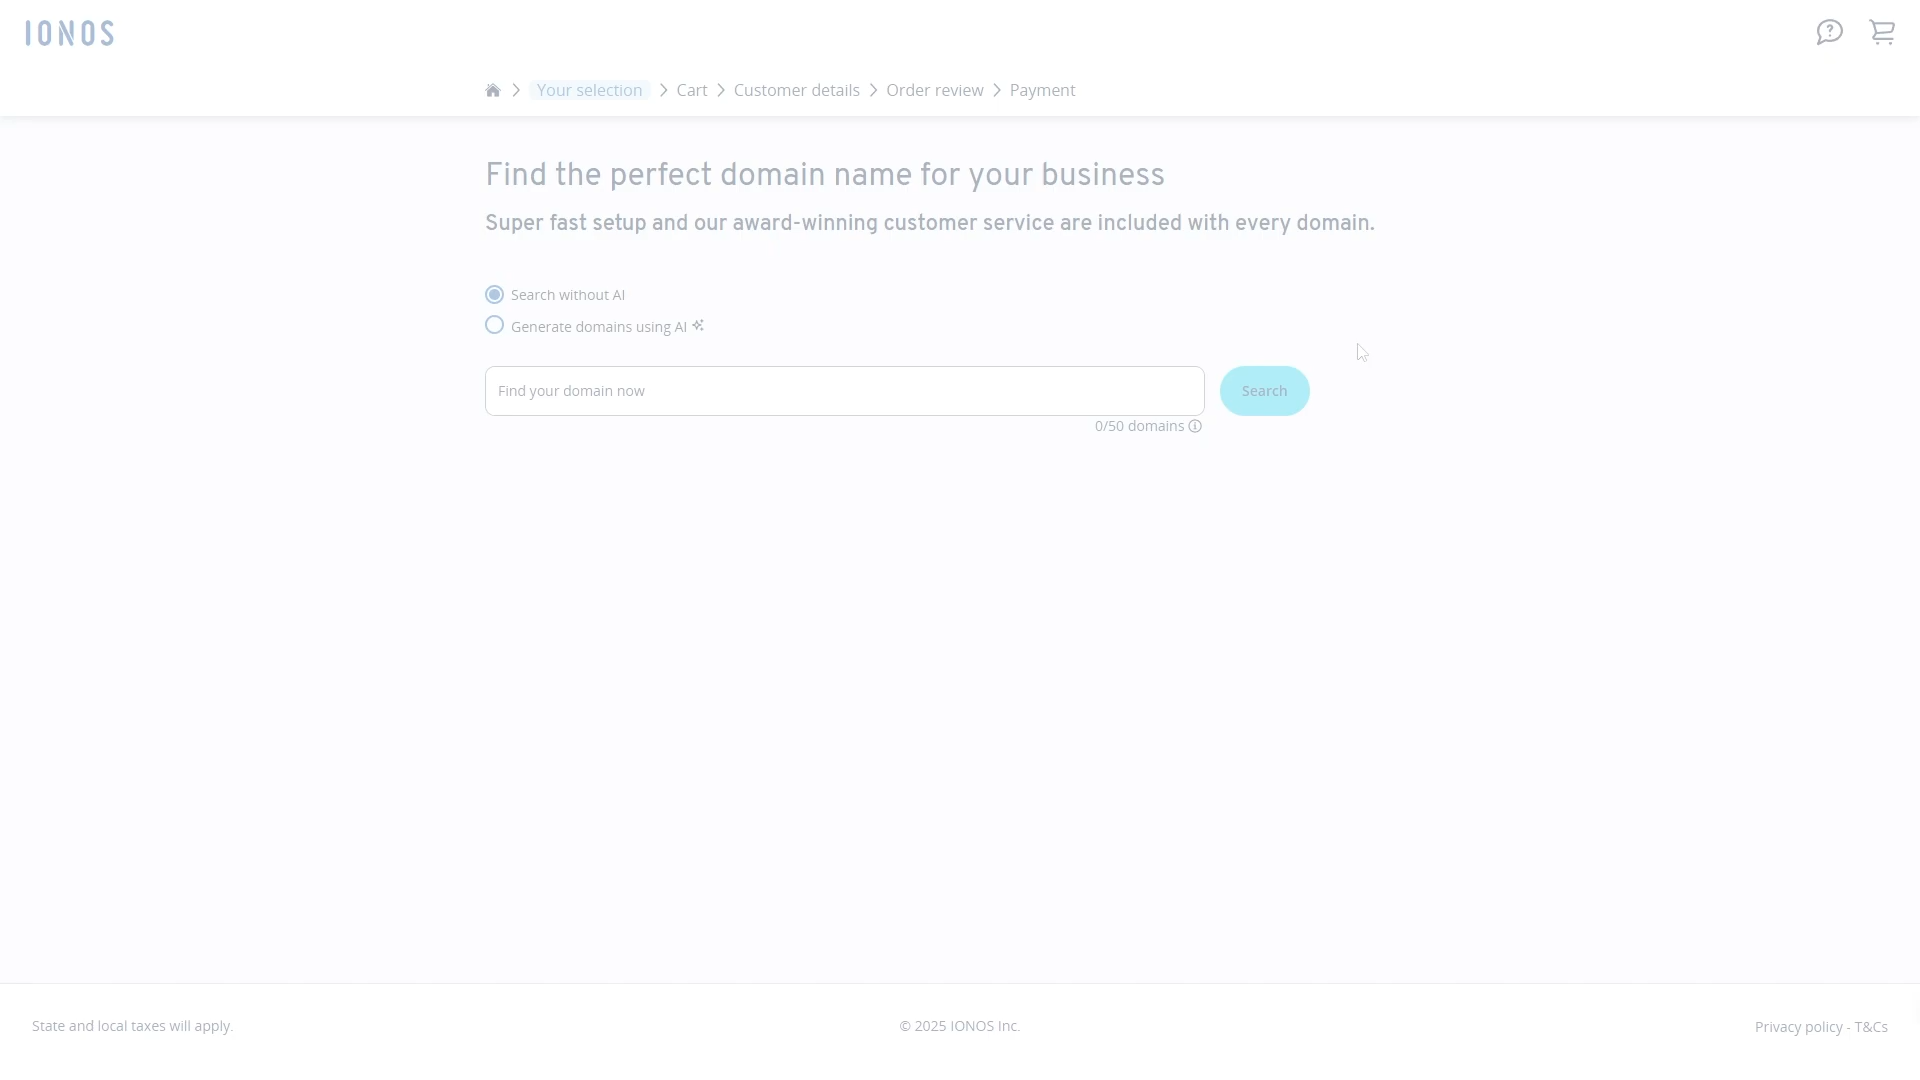 IONOS
Your selection Cart Customer details Order review Payment
Find the perfect domain name for your business
Super fast setup and our award-winning customer service are included with every domain.
Search without AI
Generate domains using AI
Find your domain now
Search
0/50 domains
State and local taxes will apply.
© 2025 IONOS Inc.
Privacy policy - T&Cs